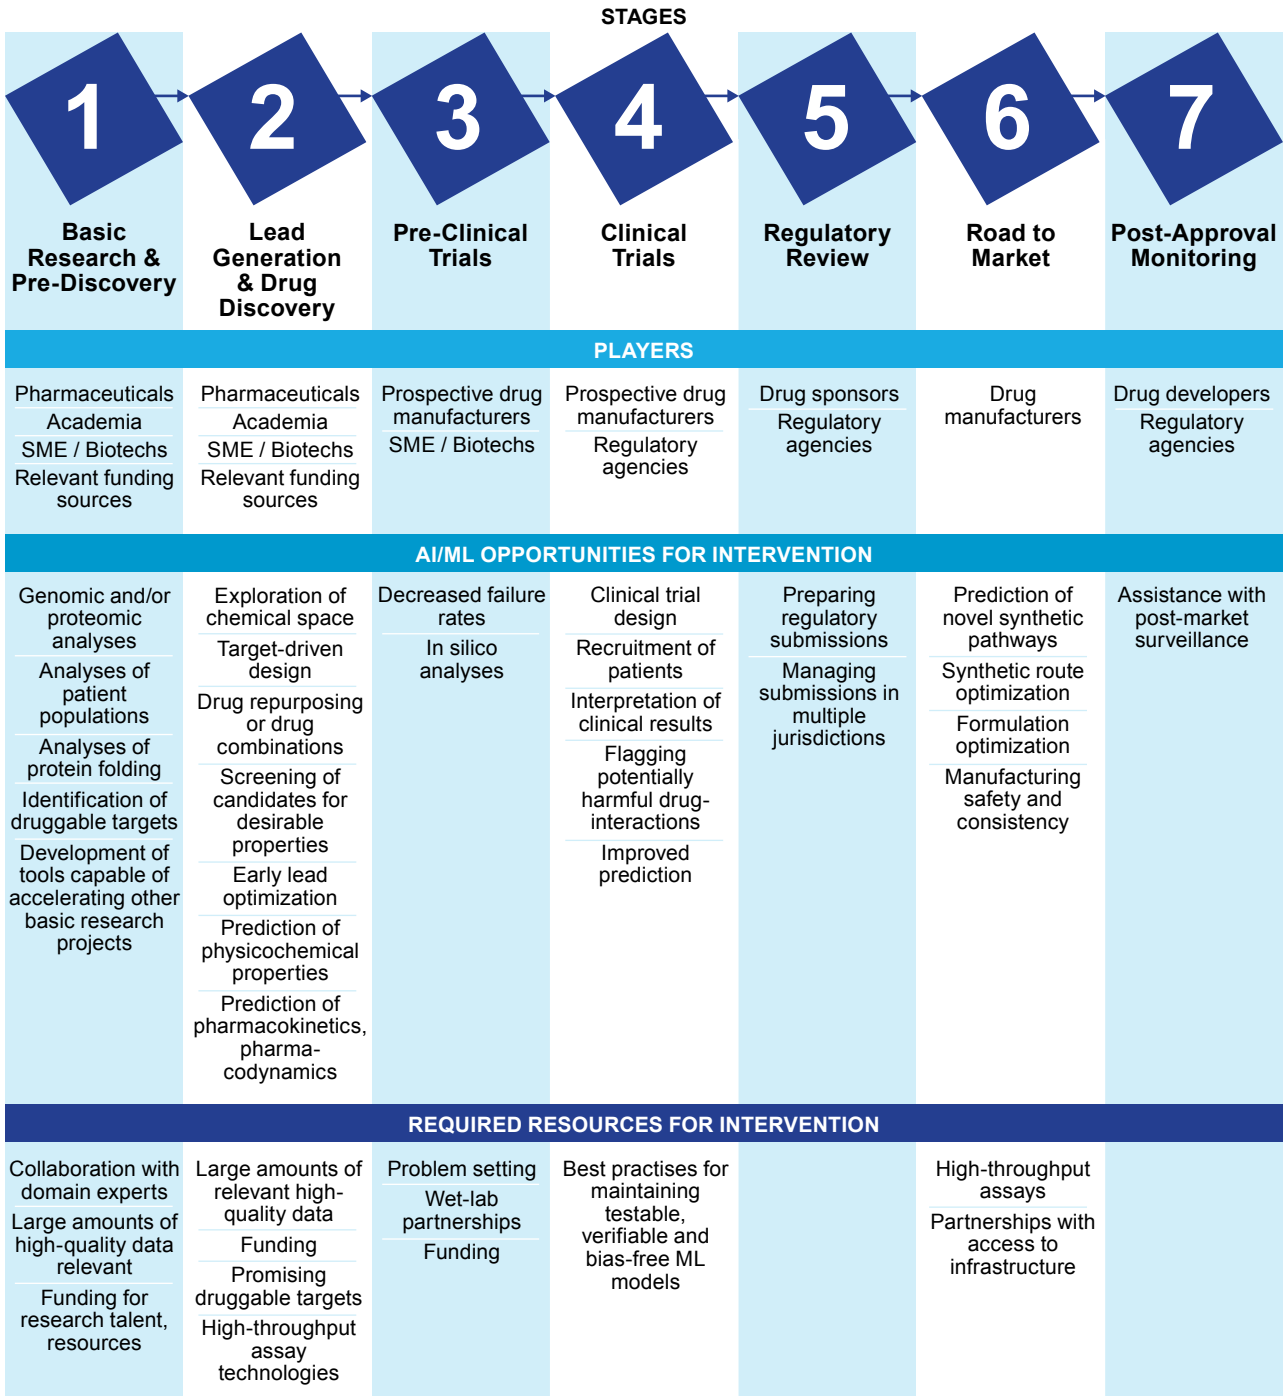 STAGES
1
2
3
4
5
6
7
Basic
Research &
Pre-Discovery
Lead
Generation
& Drug
Discovery
Pre-Clinical
Trials
Clinical
Trials
Regulatory
Review
Road to
Market
Post-Approval
Monitoring
PLAYERS
Pharmaceuticals
Academia
SME / Biotechs
Relevant funding
sources
Pharmaceuticals
Academia
SME / Biotechs
Relevant funding
sources
Prospective drug
manufacturers
SME / Biotechs
Prospective drug
manufacturers
Regulatory
agencies
Drug sponsors
Regulatory
agencies
Drug
manufacturers
Drug developers
Regulatory
agencies
AI/ML OPPORTUNITIES FOR INTERVENTION
Genomic and/or
proteomic
analyses
Analyses of
patient
populations
Analyses of
protein folding
Identification of
druggable targets
Development of
tools capable of
accelerating other
basic research
projects
Exploration of
chemical space
Target-driven
design
Drug repurposing
or drug
combinations
Screening of
candidates for
desirable
properties
Early lead
optimization
Prediction of
physicochemical
properties
Prediction of
pharmacokinetics,
pharma-
codynamics
Decreased failure
rates
In silico
analyses
Clinical trial
design
Recruitment of
patients
Interpretation of
clinical results
Flagging
potentially
harmful drug-
interactions
Improved
prediction
Preparing
regulatory
submissions
Managing
submissions in
multiple
jurisdictions
Prediction of
novel synthetic
pathways
Synthetic route
optimization
Formulation
optimization
Manufacturing
safety and
consistency
Assistance with
post-market
surveillance
REQUIRED RESOURCES FOR INTERVENTION
Collaboration with
domain experts
Large amounts of
high-quality data
relevant
Funding for
research talent,
resources
Large amounts of
relevant high-
quality data
Funding
Promising
druggable targets
High-throughput
assay
technologies
Problem setting
Wet-lab
partnerships
Funding
Best practises for
maintaining
testable,
verifiable and
bias-free ML
models
High-throughput
assays
Partnerships with
access to
infrastructure